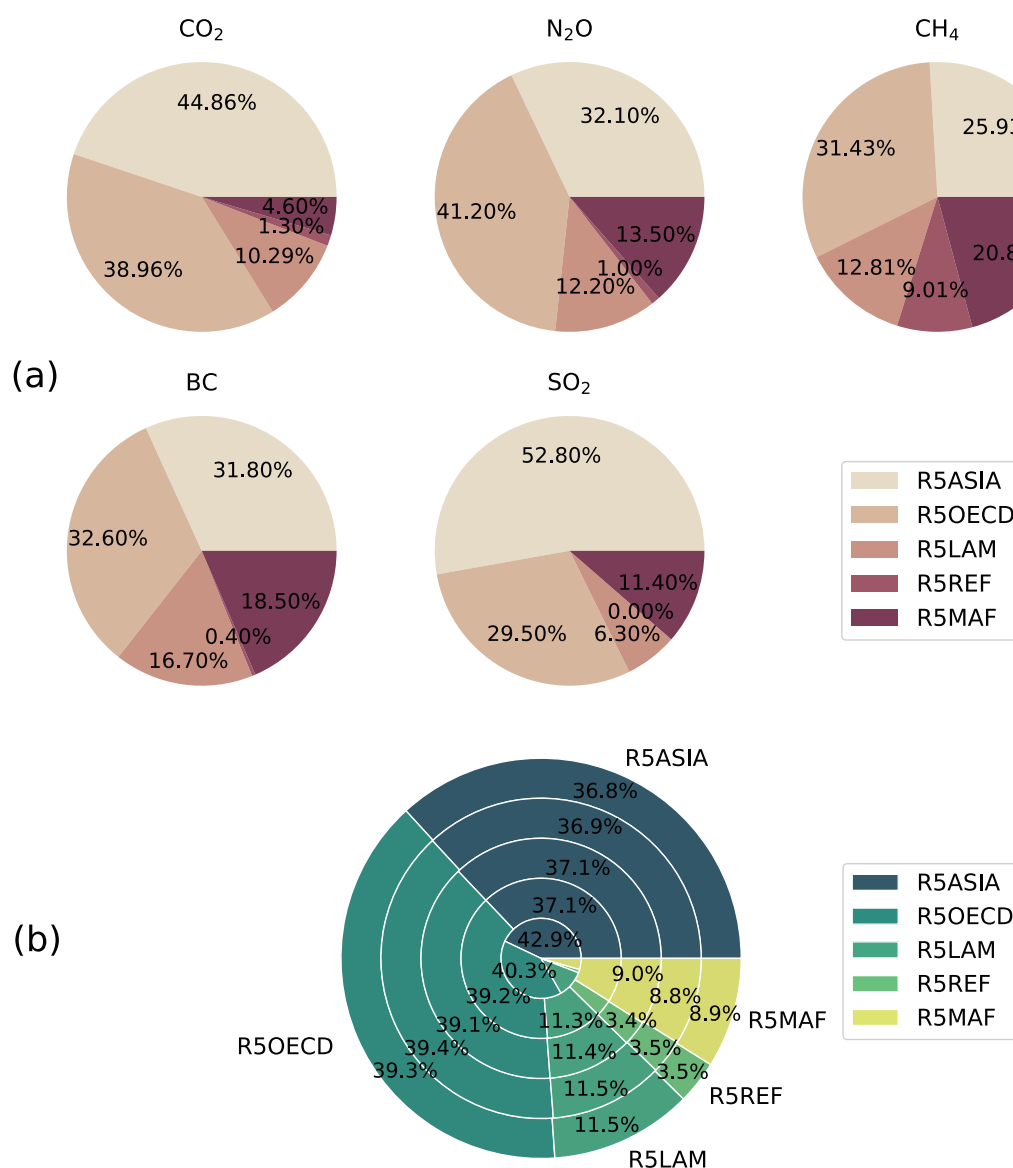 CO₂
N₂O
CH₄
44.86%
38.96%
10.29%
1.30%
4.60%
32.10%
41.20%
12.20%
1.00%
13.50%
25.93
31.43%
12.81%
9.01%
20.8
(a)
BC
SO₂
31.80%
32.60%
16.70%
0.40%
18.50%
52.80%
29.50%
6.30%
0.00%
11.40%
R5ASIA
R5OECD
R5LAM
R5REF
R5MAF
(b)
R5ASIA
36.8%
36.9%
37.1%
37.1%
42.9%
40.3%
39.2%
39.1%
39.4%
39.3%
R5OECD
11.3%
11.4%
11.5%
11.5%
R5LAM
3.4%
3.5%
3.5%
R5REF
9.0%
8.8%
8.9%
R5MAF
R5ASIA
R5OECD
R5LAM
R5REF
R5MAF